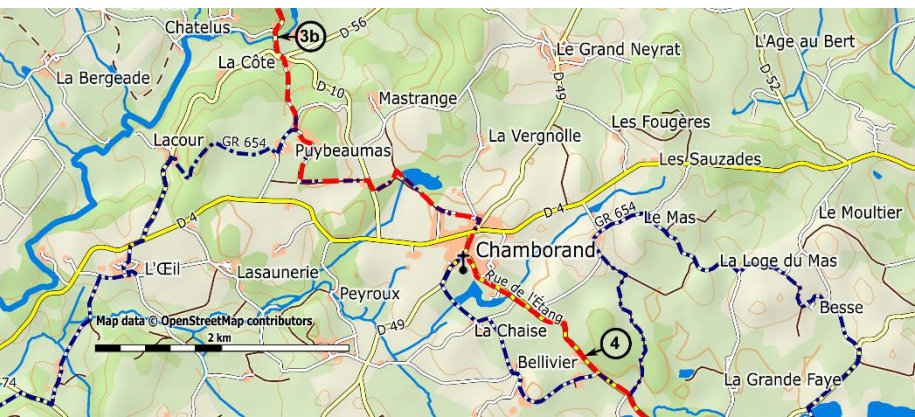 Chatelus
3b
D-56
Le Grand Neyrat
L'Age au Bert
La Bergeade
La Côte
D-10
D-49
D-52
Mastrange
Les Fougères
Lacour
GR 654
Puybeaumas
La Vergnolle
Les Sauzades
D-4
D-4
GR 654
Le Mas
Le Moultier
Chamborand
L'Œil
Lasaunerie
Peyroux
Rue de l'Étang
La Loge du Mas
Besse
Map data © OpenStreetMap contributors
2 km
D-49
La Chaise
4
Bellivier
La Grande Faye
-74